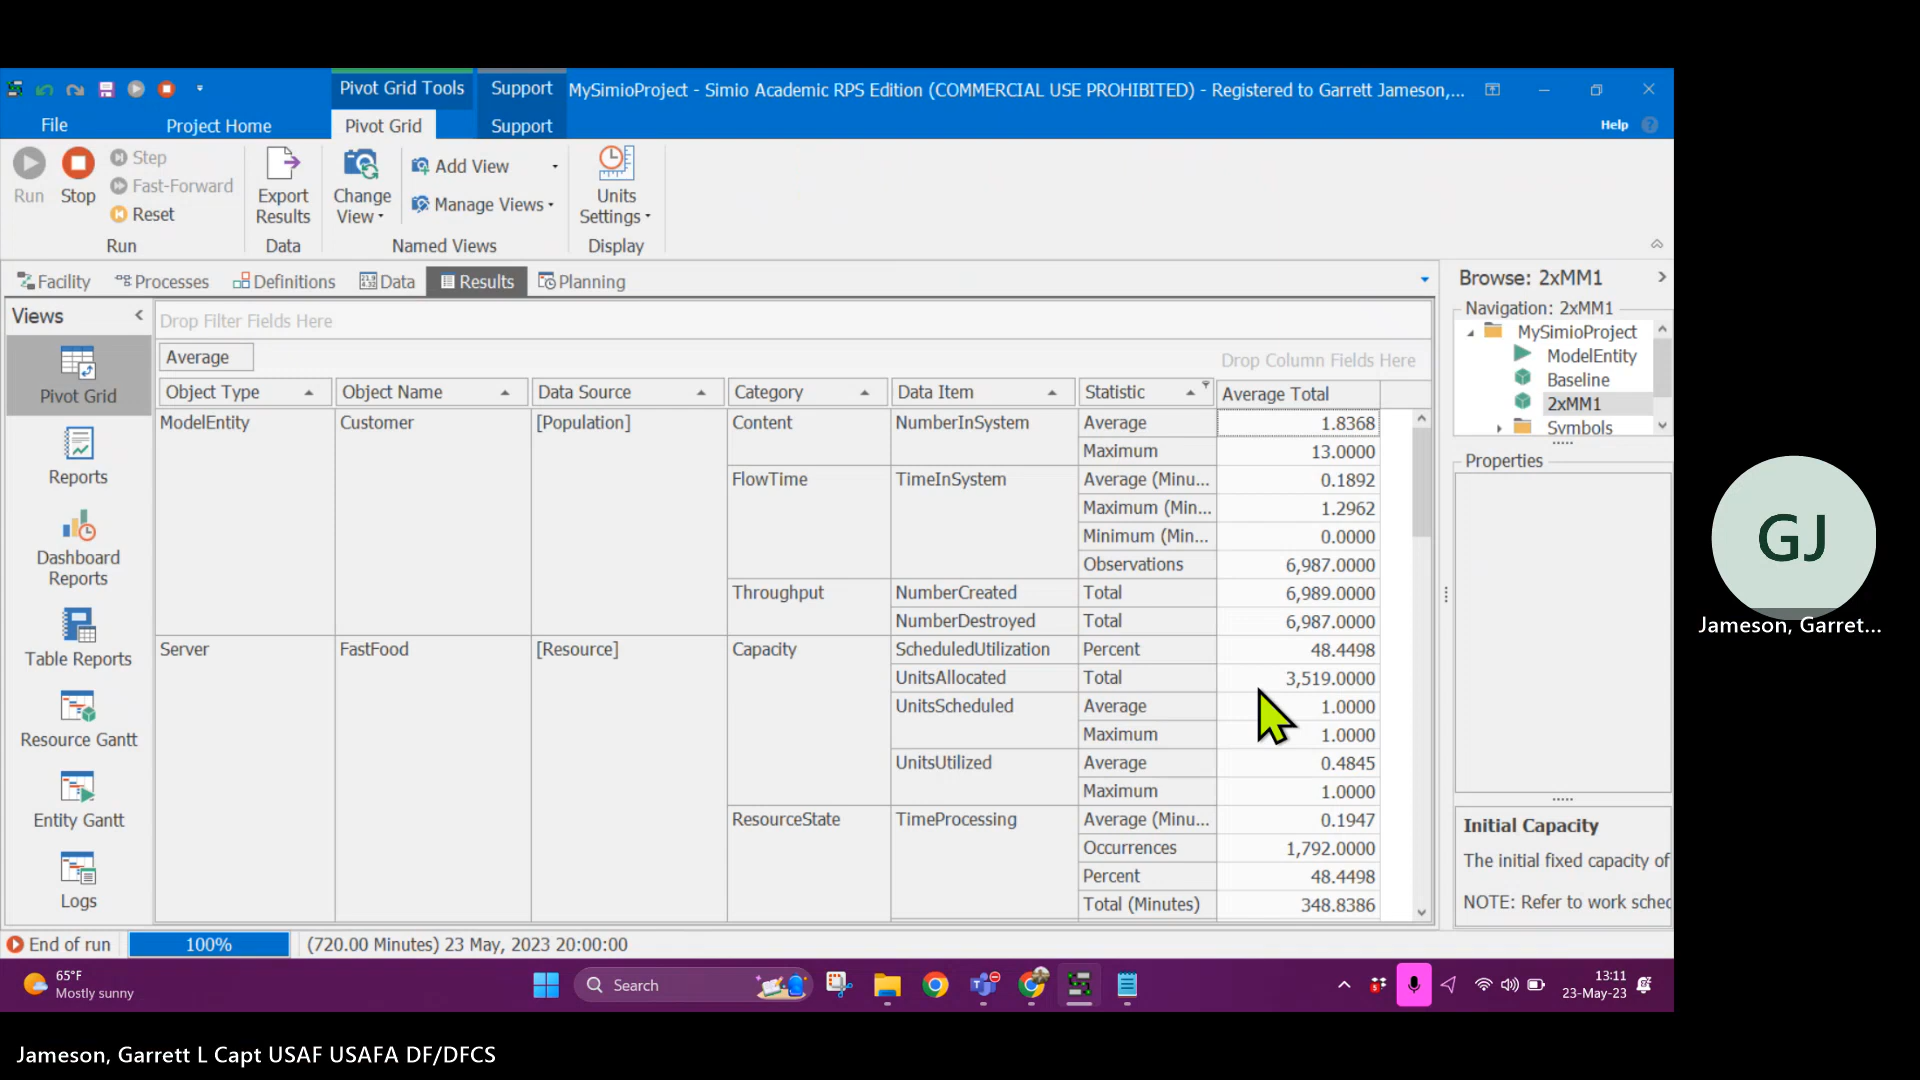 Pivot Grid Tools
Support
MySimioProject - Simio Academic RPS Edition (COMMERCIAL USE PROHIBITED) - Registered to Garrett Jameson,...
File
Project Home
Pivot Grid
Support
Help
Run
Stop
Step
Fast-Forward
Reset
Export Results
Change View
Add View
Manage Views
Units Settings
Run
Data
Named Views
Display
Facility
Processes
Definitions
Data
Results
Planning
Browse: 2xMM1
Navigation: 2xMM1
MySimioProject
ModelEntity
Baseline
2xMM1
Symbols
Properties
Initial Capacity
The initial fixed capacity of
NOTE: Refer to work sched
Views
Pivot Grid
Reports
Dashboard Reports
Table Reports
Resource Gantt
Entity Gantt
Logs
Drop Filter Fields Here
Average
Drop Column Fields Here
Object Type Object Name Data Source Category Data Item Statistic Average Total
ModelEntity Customer [Population] Content NumberInSystem Average 1.8368
Maximum 13.0000
FlowTime TimeInSystem Average (Minu... 0.1892
Maximum (Min... 1.2962
Minimum (Min... 0.0000
Observations 6,987.0000
Throughput NumberCreated Total 6,989.0000
NumberDestroyed Total 6,987.0000
Server FastFood [Resource] Capacity ScheduledUtilization Percent 48.4498
UnitsAllocated Total 3,519.0000
UnitsScheduled Average 1.0000
Maximum 1.0000
UnitsUtilized Average 0.4845
Maximum 1.0000
ResourceState TimeProcessing Average (Minu... 0.1947
Occurrences 1,792.0000
Percent 48.4498
Total (Minutes) 348.8386
End of run 100% (720.00 Minutes) 23 May, 2023 20:00:00
65°F
Mostly sunny
Search
13:11
23-May-23
GJ
Jameson, Garret...
Jameson, Garrett L Capt USAF USAFA DF/DFCS